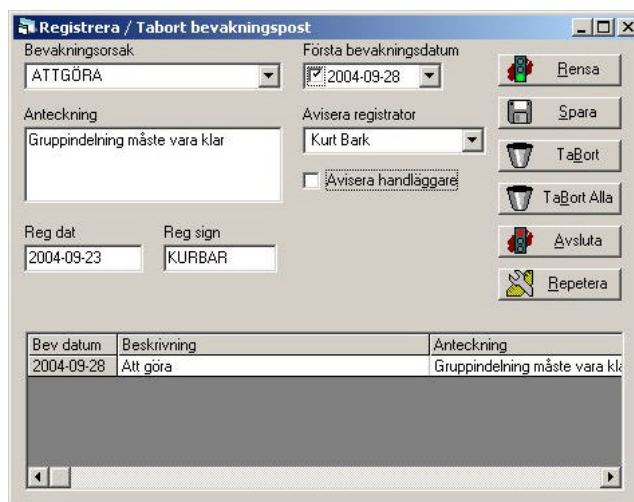 Registrera / Tabort bevakningspost
Bevakningsorsak
ATTGÖRA
Första bevakningsdatum
2004-09-28
Anteckning
Gruppindelning måste vara klar
Avisera registrator
Kurt Bark
Avisera handläggare
Reg dat
2004-09-23
Reg sign
KURBAR
Rensa
Spara
TaBort
TaBort Alla
Avsluta
Repetera
Bev datum Beskrivning Anteckning
2004-09-28 Att göra Gruppindelning måste vara kla